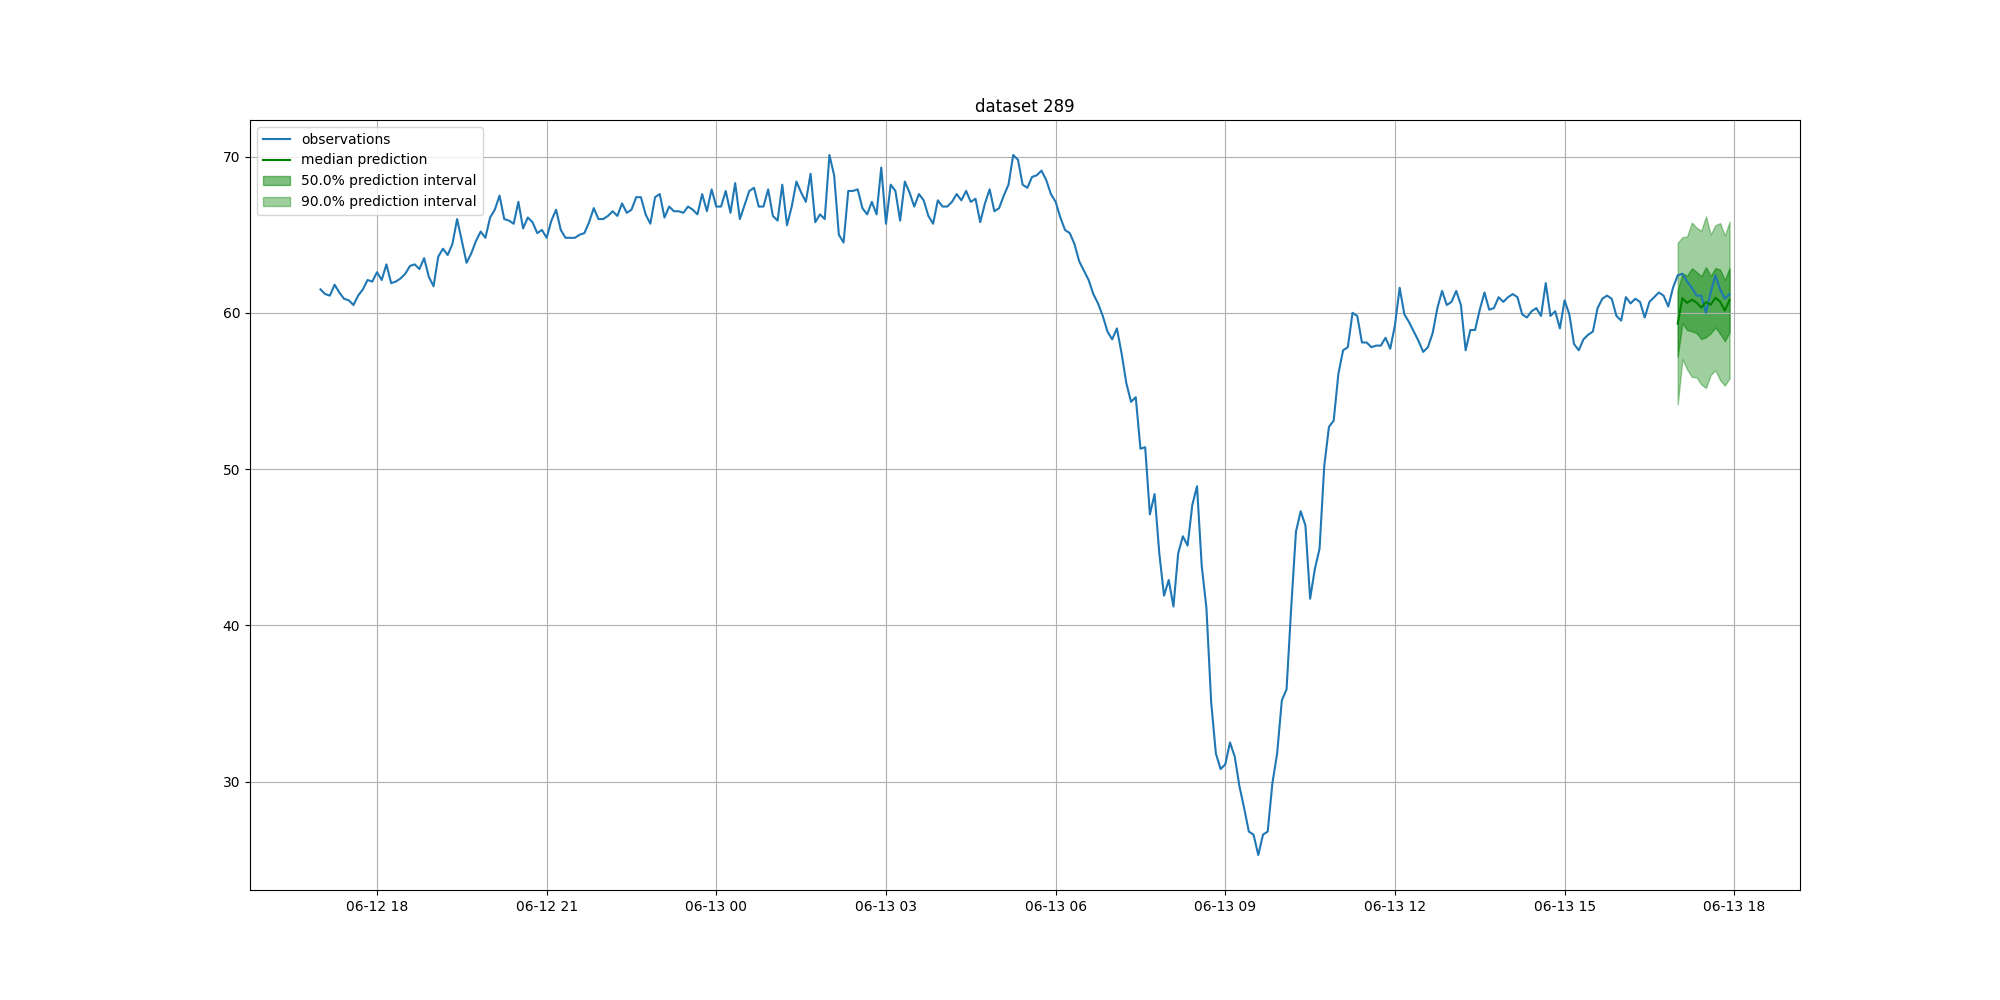 dataset 289
observations
median prediction
50.0% prediction interval
90.0% prediction interval
70
60
50
40
30
06-12 18
06-12 21
06-13 00
06-13 03
06-13 06
06-13 09
06-13 12
06-13 15
06-13 18